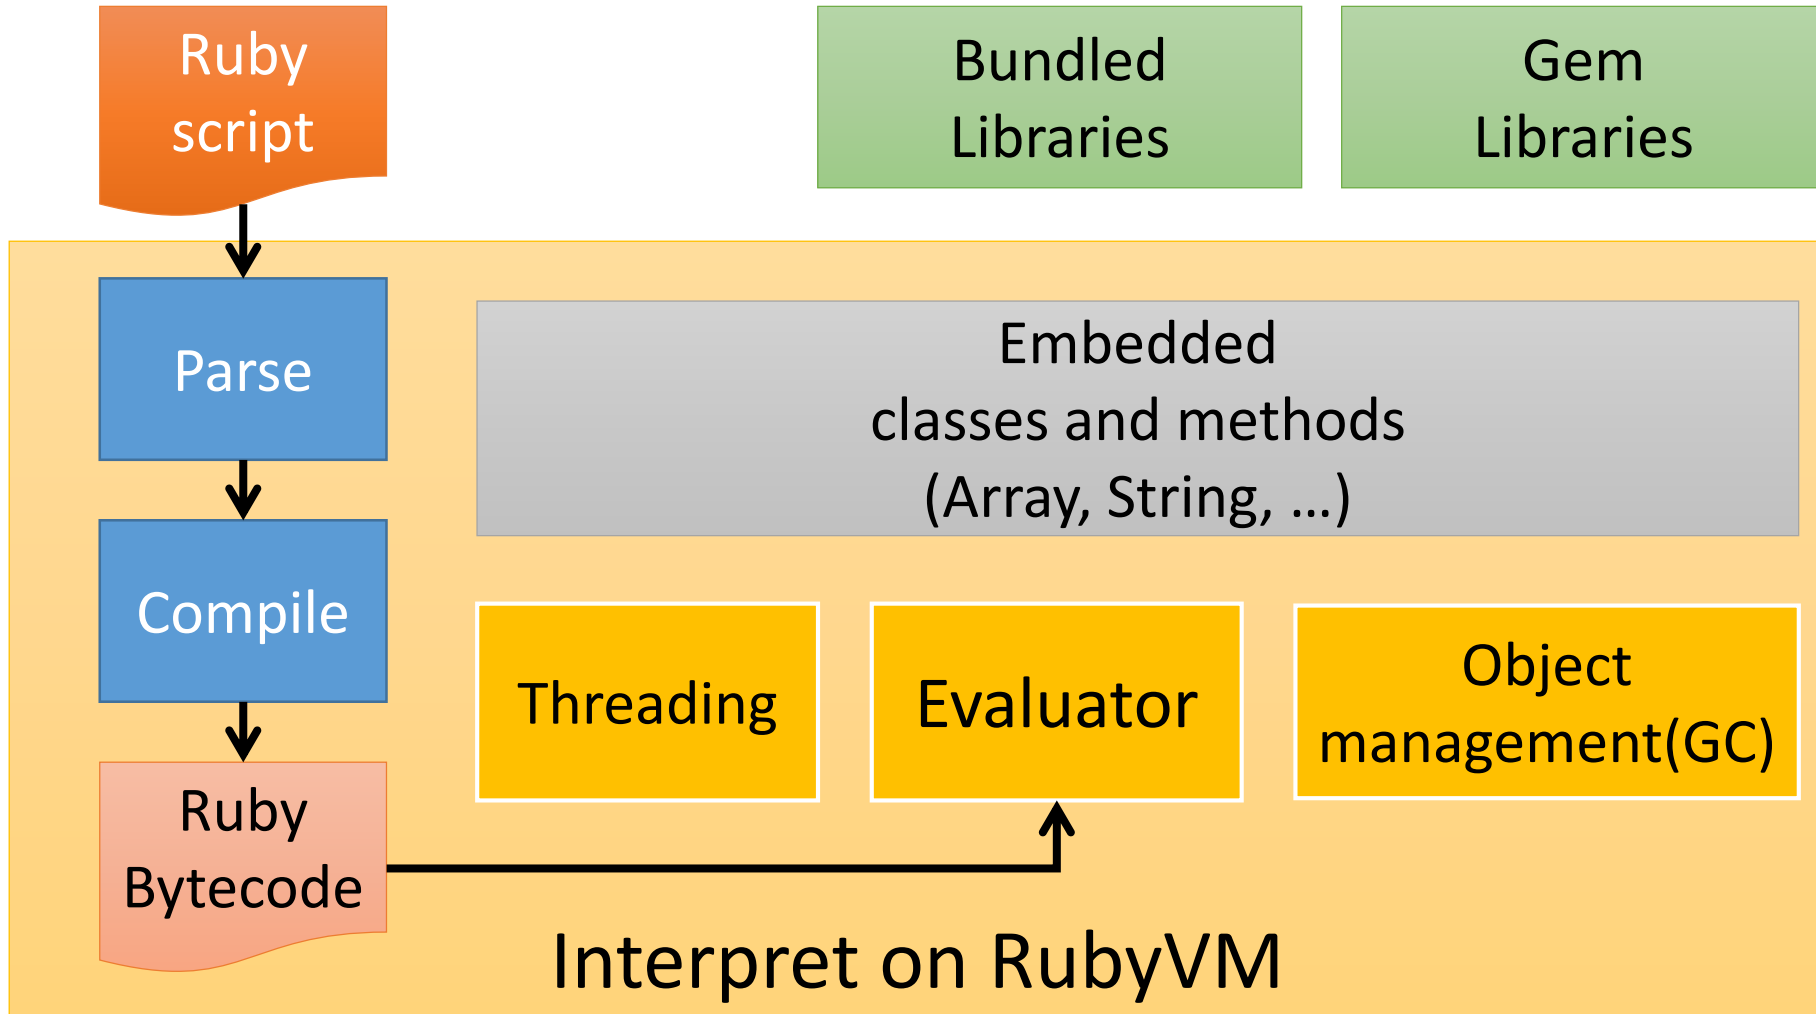 Ruby
script
Bundled
Libraries
Gem
Libraries
Parse
Embedded
classes and methods
(Array, String, …)
Compile
Threading
Evaluator
Object
management(GC)
Ruby
Bytecode
Interpret on RubyVM